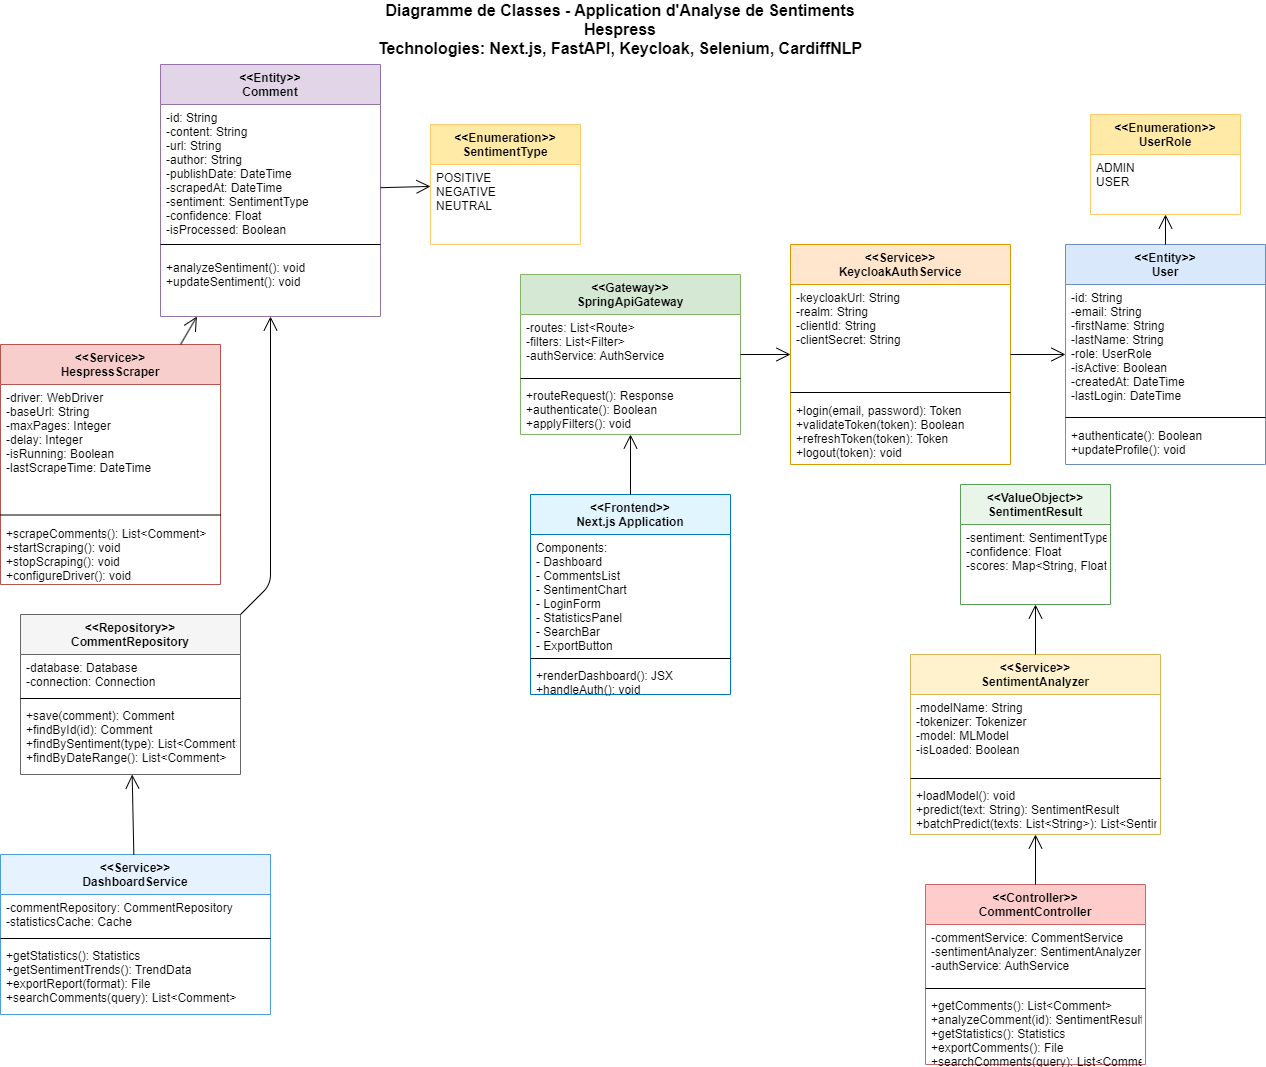 Diagramme de Classes - Application d'Analyse de Sentiments
Hespress
Technologies: Next.js, FastAPI, Keycloak, Selenium, CardiffNLP
<<Entity>>
Comment
-id: String
-content: String
-url: String
-author: String
-publishDate: DateTime
-scrapedAt: DateTime
-sentiment: SentimentType
-confidence: Float
-isProcessed: Boolean
+analyzeSentiment(): void
+updateSentiment(): void
<<Enumeration>>
SentimentType
POSITIVE
NEGATIVE
NEUTRAL
<<Enumeration>>
UserRole
ADMIN
USER
<<Gateway>>
SpringApiGateway
-routes: List<Route>
-filters: List<Filter>
-authService: AuthService
+routeRequest(): Response
+authenticate(): Boolean
+applyFilters(): void
<<Service>>
KeycloakAuthService
-keycloakUrl: String
-realm: String
-clientId: String
-clientSecret: String
+login(email, password): Token
+validateToken(token): Boolean
+refreshToken(token): Token
+logout(token): void
<<Entity>>
User
-id: String
-email: String
-firstName: String
-lastName: String
-role: UserRole
-isActive: Boolean
-createdAt: DateTime
-lastLogin: DateTime
+authenticate(): Boolean
+updateProfile(): void
<<Service>>
HespressScraper
-driver: WebDriver
-baseUrl: String
-maxPages: Integer
-delay: Integer
-isRunning: Boolean
-lastScrapeTime: DateTime
+scrapeComments(): List<Comment>
+startScraping(): void
+stopScraping(): void
+configureDriver(): void
<<Frontend>>
Next.js Application
Components:
- Dashboard
- CommentsList
- SentimentChart
- LoginForm
- StatisticsPanel
- SearchBar
- ExportButton
+renderDashboard(): JSX
+handleAuth(): void
<<ValueObject>>
SentimentResult
-sentiment: SentimentType
-confidence: Float
-scores: Map<String, Float
<<Repository>>
CommentRepository
-database: Database
-connection: Connection
+save(comment): Comment
+findById(id): Comment
+findBySentiment(type): List<Comment
+findByDateRange(): List<Comment>
<<Service>>
SentimentAnalyzer
-modelName: String
-tokenizer: Tokenizer
-model: MLModel
-isLoaded: Boolean
+loadModel(): void
+predict(text: String): SentimentResult
+batchPredict(texts: List<String>): List<Sentir
<<Service>>
DashboardService
-commentRepository: CommentRepository
-statisticsCache: Cache
+getStatistics(): Statistics
+getSentimentTrends(): TrendData
+exportReport(format): File
+searchComments(query): List<Comment>
<<Controller>>
CommentController
-commentService: CommentService
-sentimentAnalyzer: SentimentAnalyzer
-authService: AuthService
+getComments(): List<Comment>
+analyzeComment(id): SentimentResult
+getStatistics(): Statistics
+exportComments(): File
+searchComments(query): List<Comme